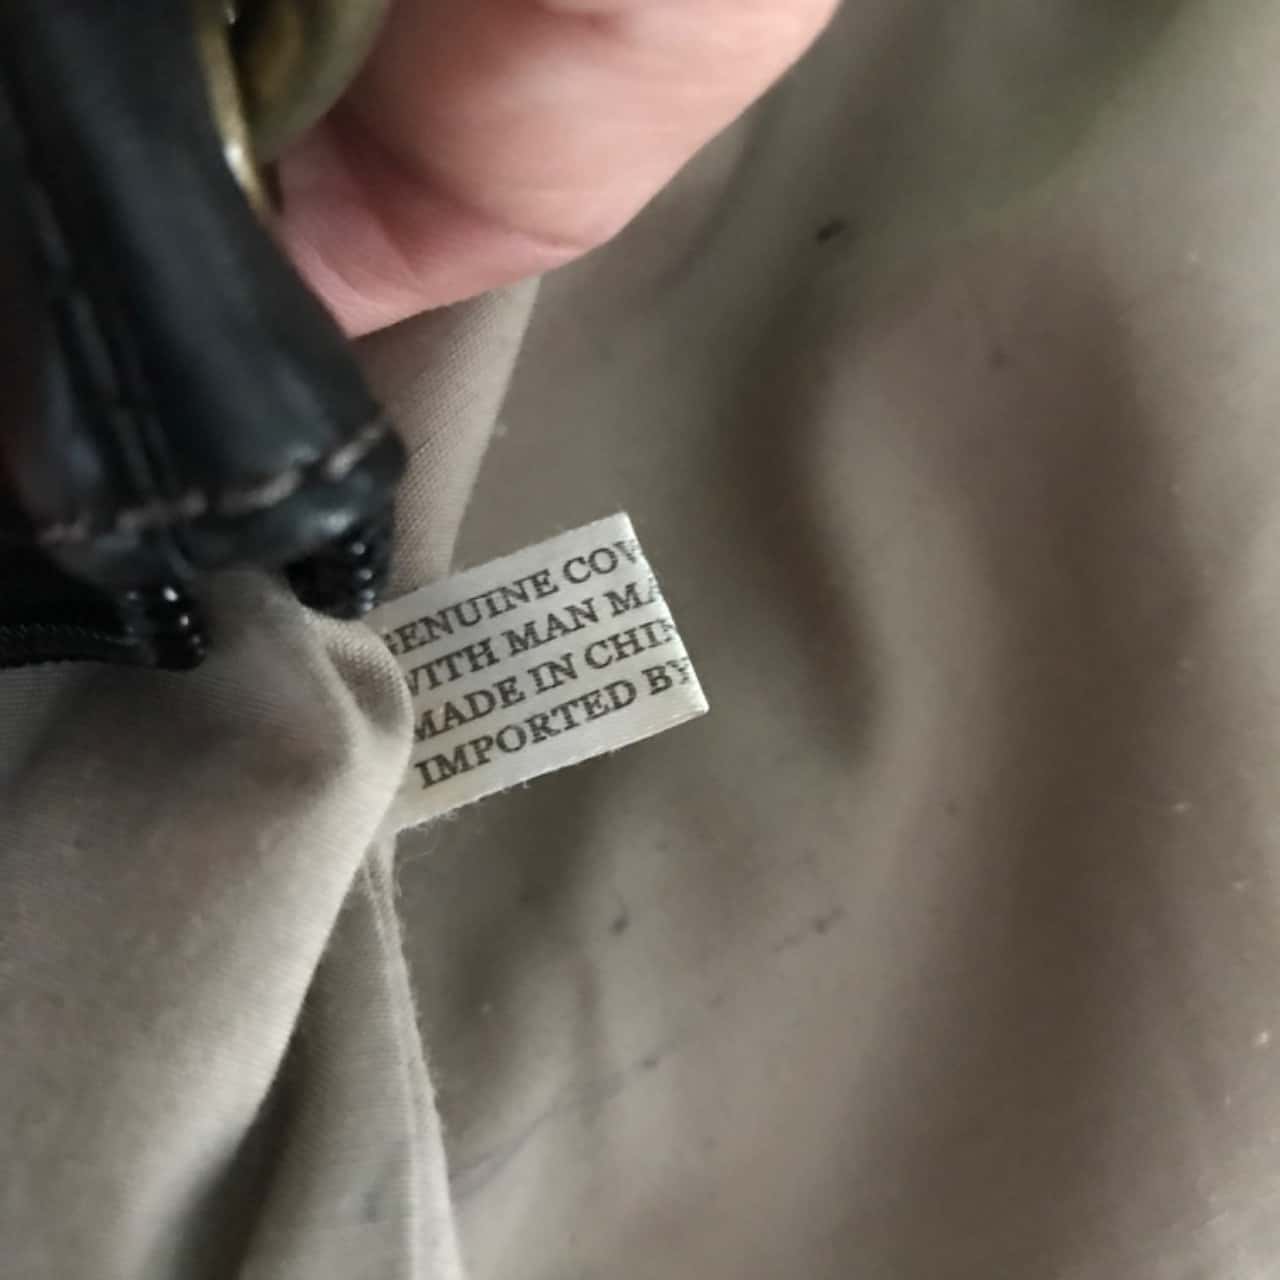 GENUINE COW
WITH MAN MA
MADE IN CHIN
IMPORTED BY